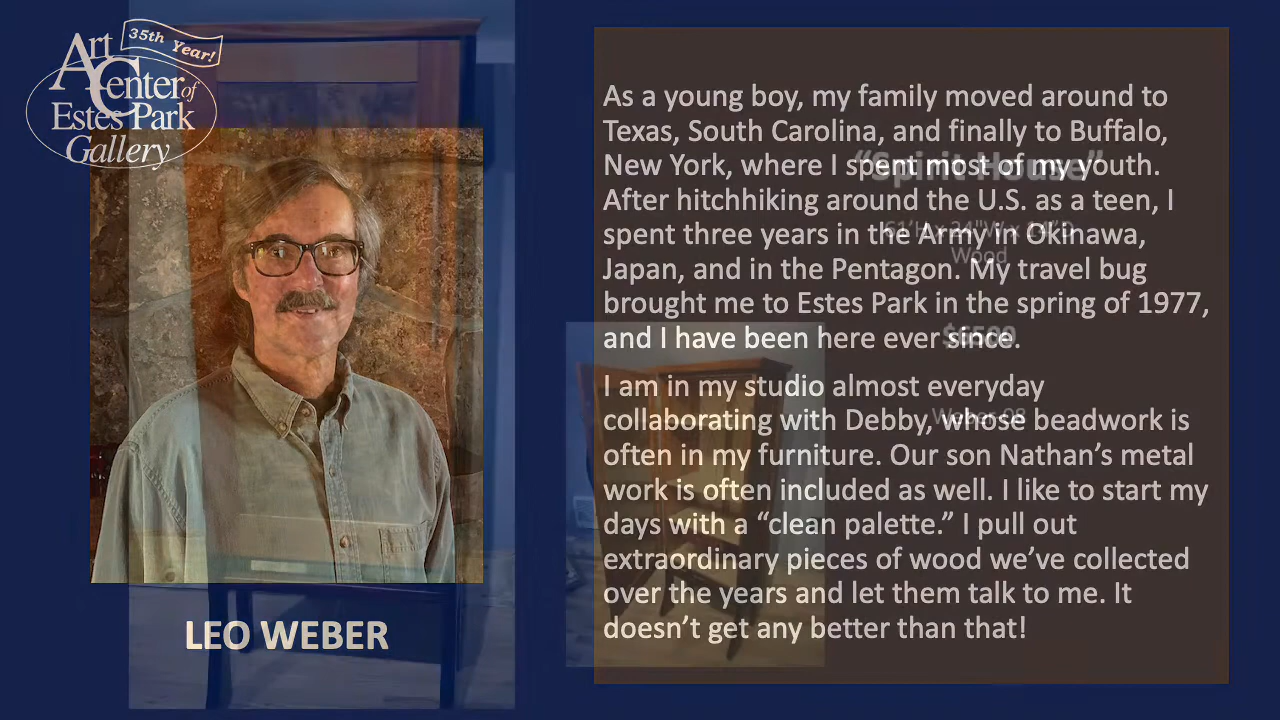 35th Year!
Art
Center of
Estes Park
Gallery
As a young boy, my family moved around to
Texas, South Carolina, and finally to Buffalo,
New York, where I spent most of my youth.
After hitchhiking around the U.S. as a teen, I
spent three years in the Army in Okinawa,
Japan, and in the Pentagon. My travel bug
brought me to Estes Park in the spring of 1977,
and I have been here ever since.
I am in my studio almost everyday
collaborating with Debby, whose beadwork is
often in my furniture. Our son Nathan’s metal
work is often included as well. I like to start my
days with a “clean palette.” I pull out
extraordinary pieces of wood we’ve collected
over the years and let them talk to me. It
doesn’t get any better than that!
“Spirit House”
Wood
LEO WEBER